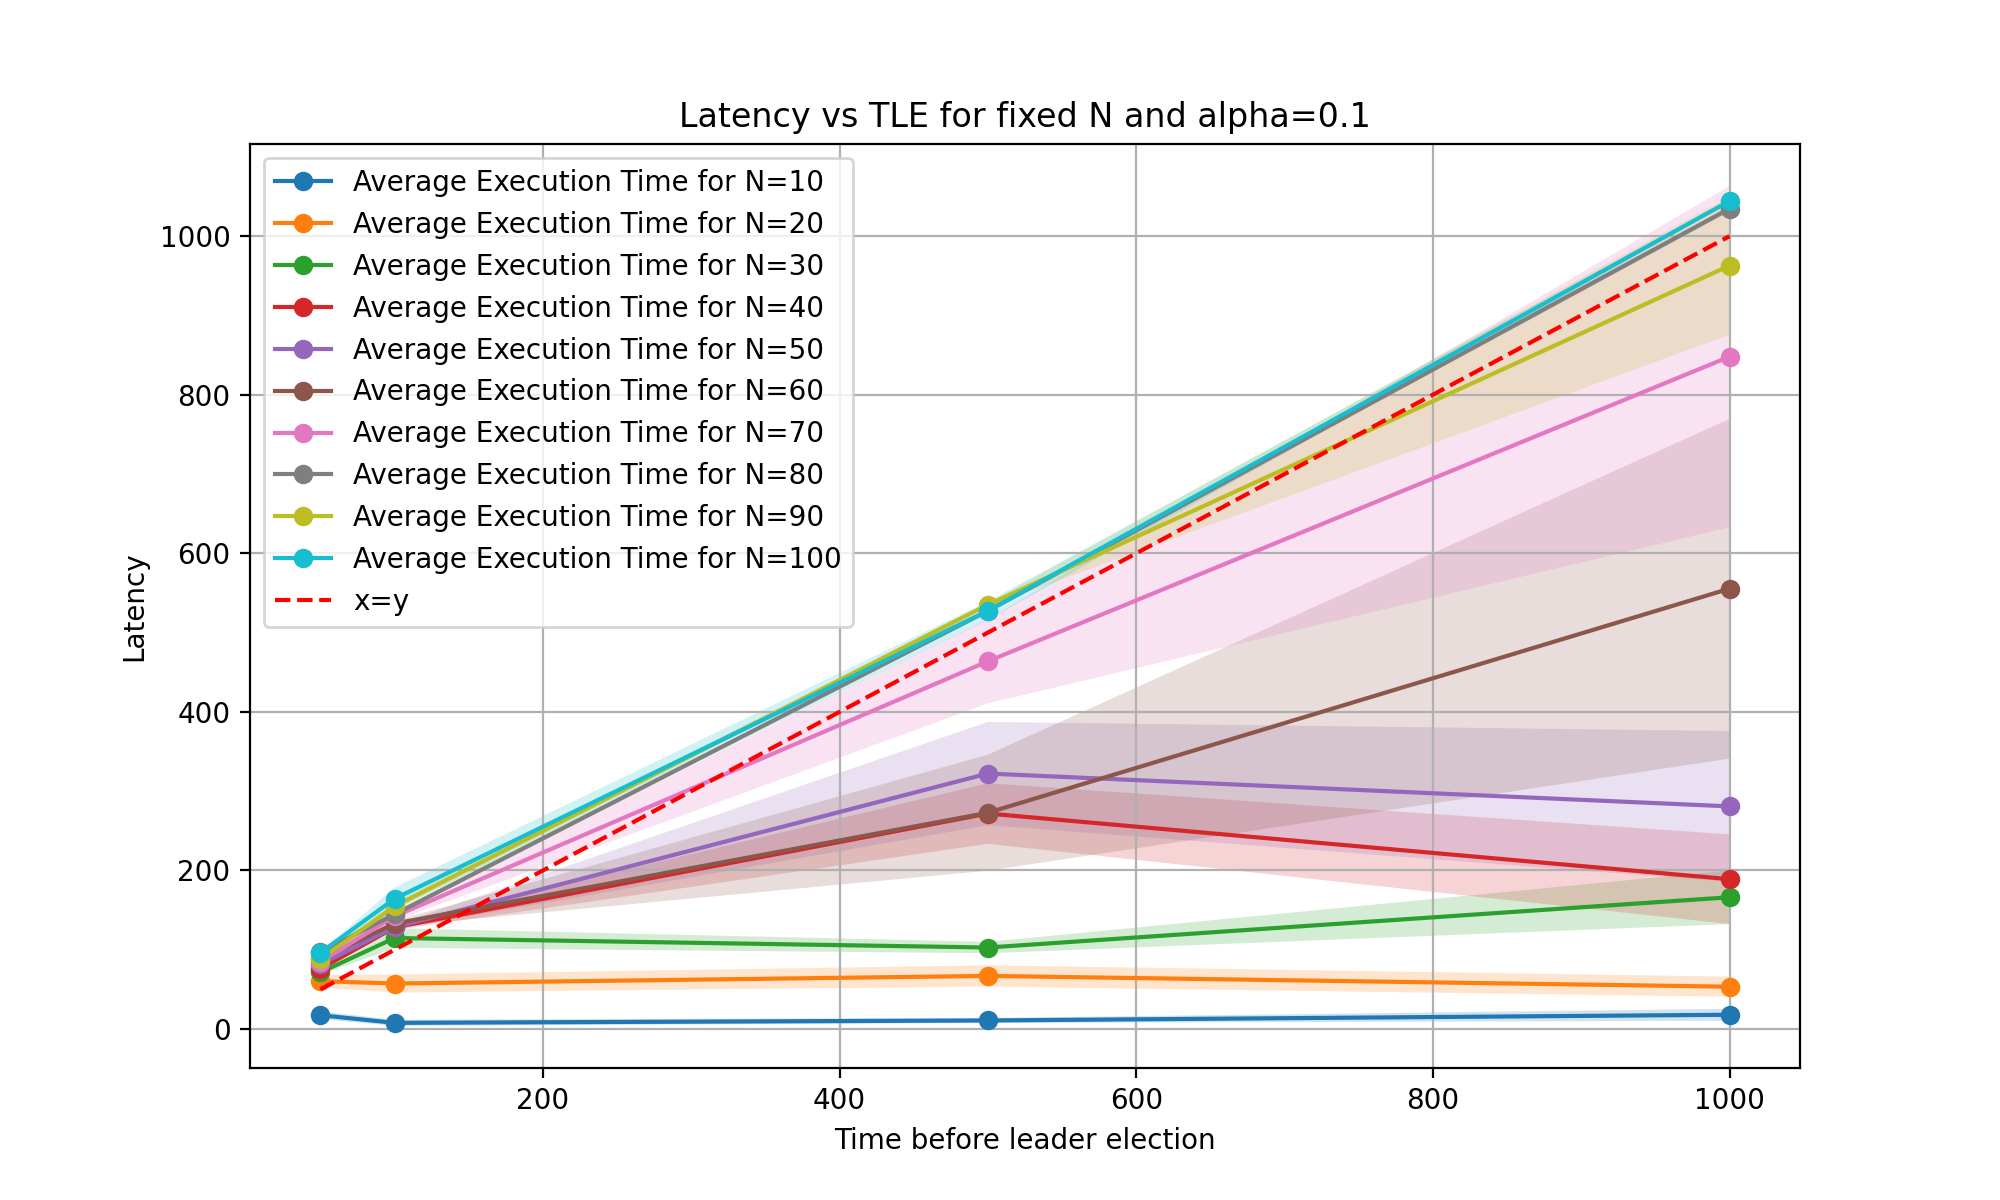 Latency vs TLE for fixed N and alpha=0.1
Average Execution Time for N=10
Average Execution Time for N=20
Average Execution Time for N=30
Average Execution Time for N=40
Average Execution Time for N=50
Average Execution Time for N=60
Average Execution Time for N=70
Average Execution Time for N=80
Average Execution Time for N=90
Average Execution Time for N=100
x=y
Latency
1000
800
600
400
200
0
200
400
600
800
1000
Time before leader election